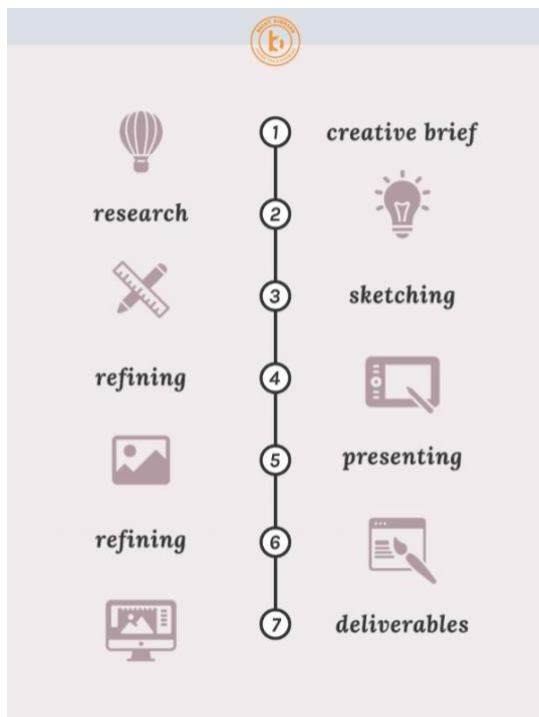 1 creative brief
research 2
3 sketching
refining 4
5 presenting
refining 6
7 deliverables